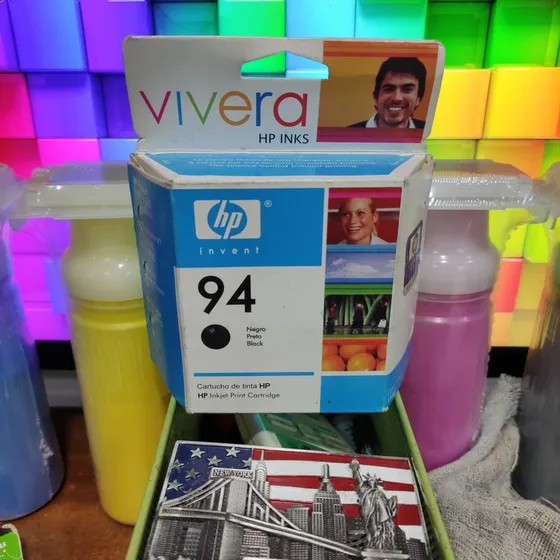 vivera
HP INKS
hp ®
invent
94
Negro
Preto
Black
Cartucho de tinta HP
HP Inkjet Print Cartridge
NEW YORK